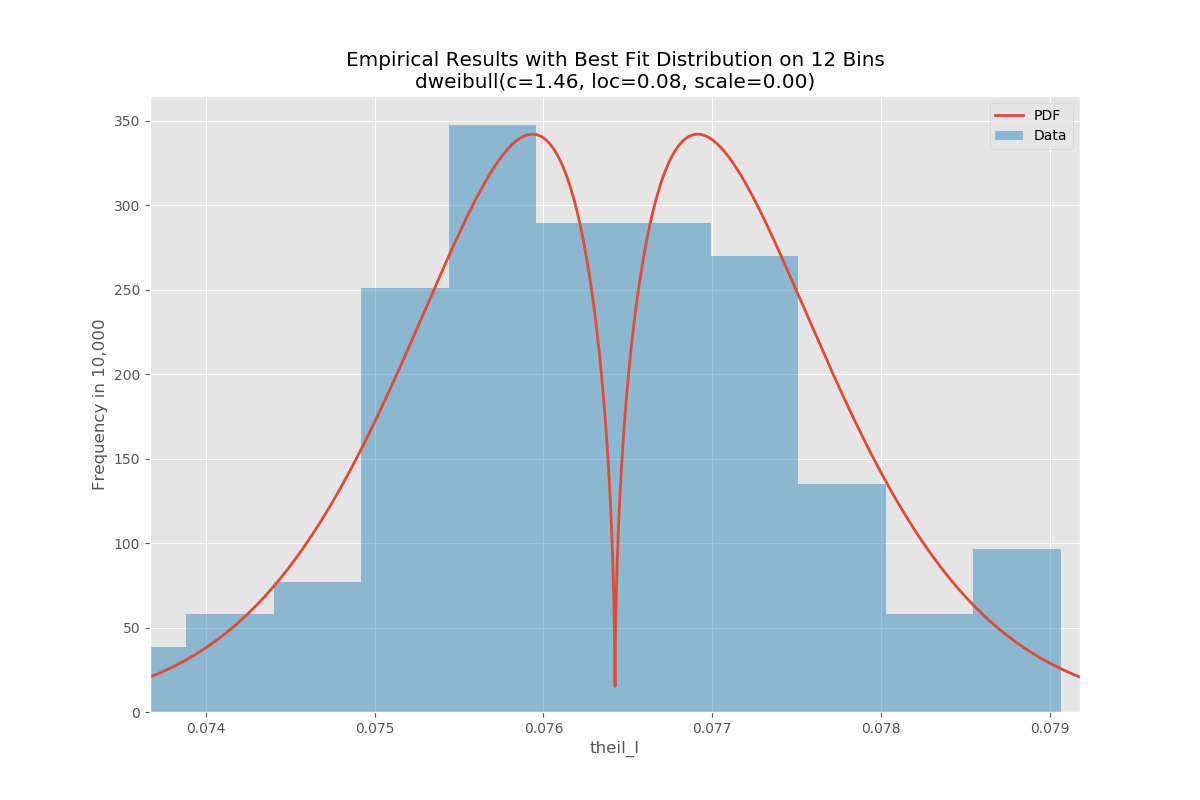 Empirical Results with Best Fit Distribution on 12 Bins
dweibull(c=1.46, loc=0.08, scale=0.00)
PDF
Data
Frequency in 10,000
350
300
250
200
150
100
50
0
0.074
0.075
0.076
0.077
0.078
0.079
theil_l